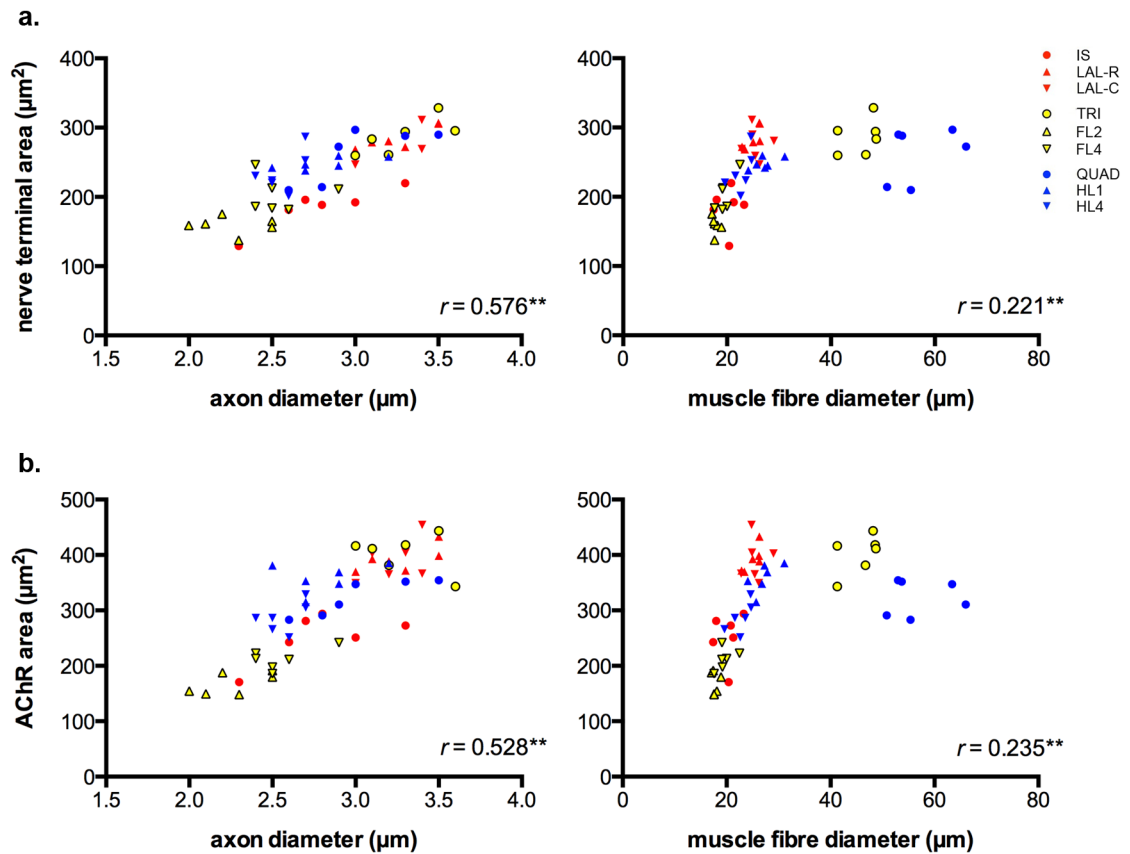 a.
nerve terminal area (µm²)
400
300
200
100
0
1.5 2.0 2.5 3.0 3.5 4.0
axon diameter (µm)
r = 0.576**
400
300
200
100
0
0 20 40 60 80
muscle fibre diameter (µm)
r = 0.221**
IS
LAL-R
LAL-C
TRI
FL2
FL4
QUAD
HL1
HL4
b.
AChR area (µm²)
500
400
300
200
100
0
1.5 2.0 2.5 3.0 3.5 4.0
axon diameter (µm)
r = 0.528**
500
400
300
200
100
0
0 20 40 60 80
muscle fibre diameter (µm)
r = 0.235**